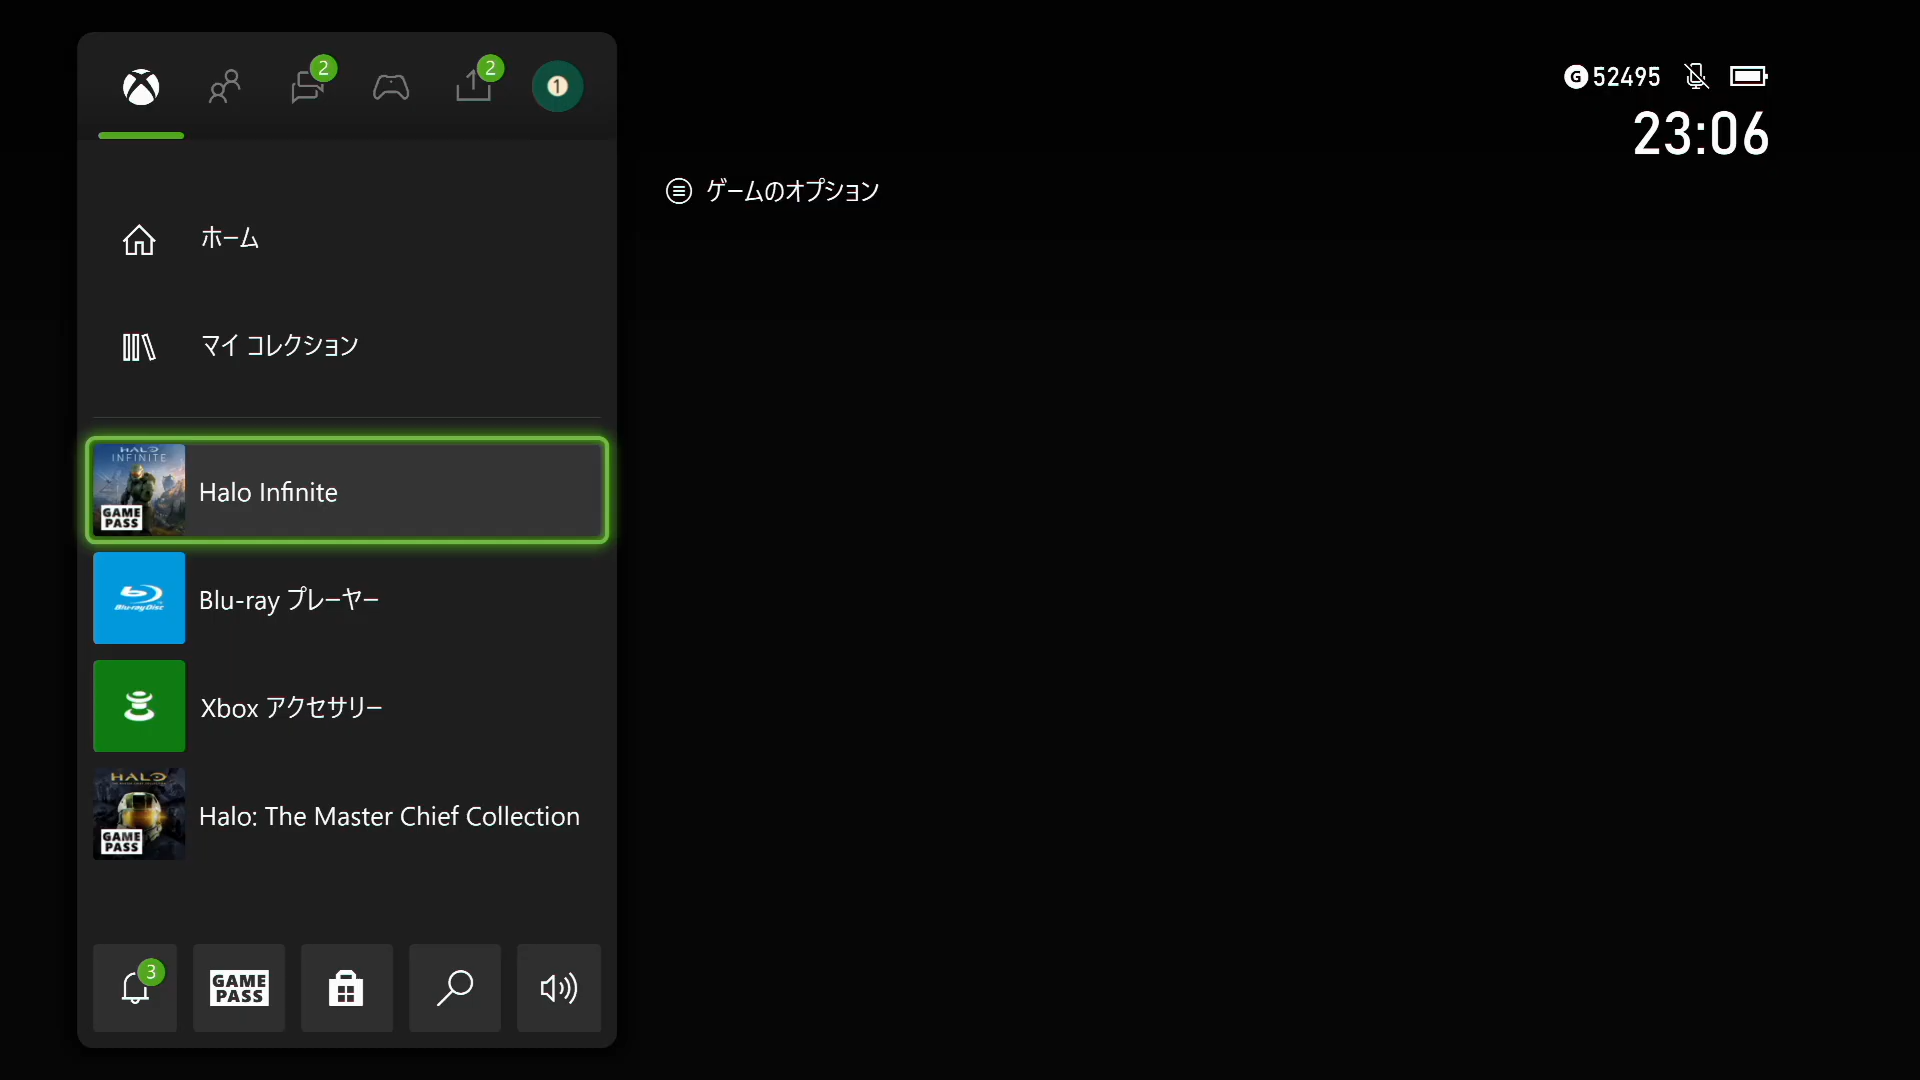 2
2
1
G 52495
23:06
ゲームのオプション
ホーム
マイ コレクション
HALO
INFINITE
GAME
PASS
Halo Infinite
Blu-ray Disc
Blu-ray プレーヤー
Xbox アクセサリー
HALO
GAME
PASS
Halo: The Master Chief Collection
3
GAME
PASS